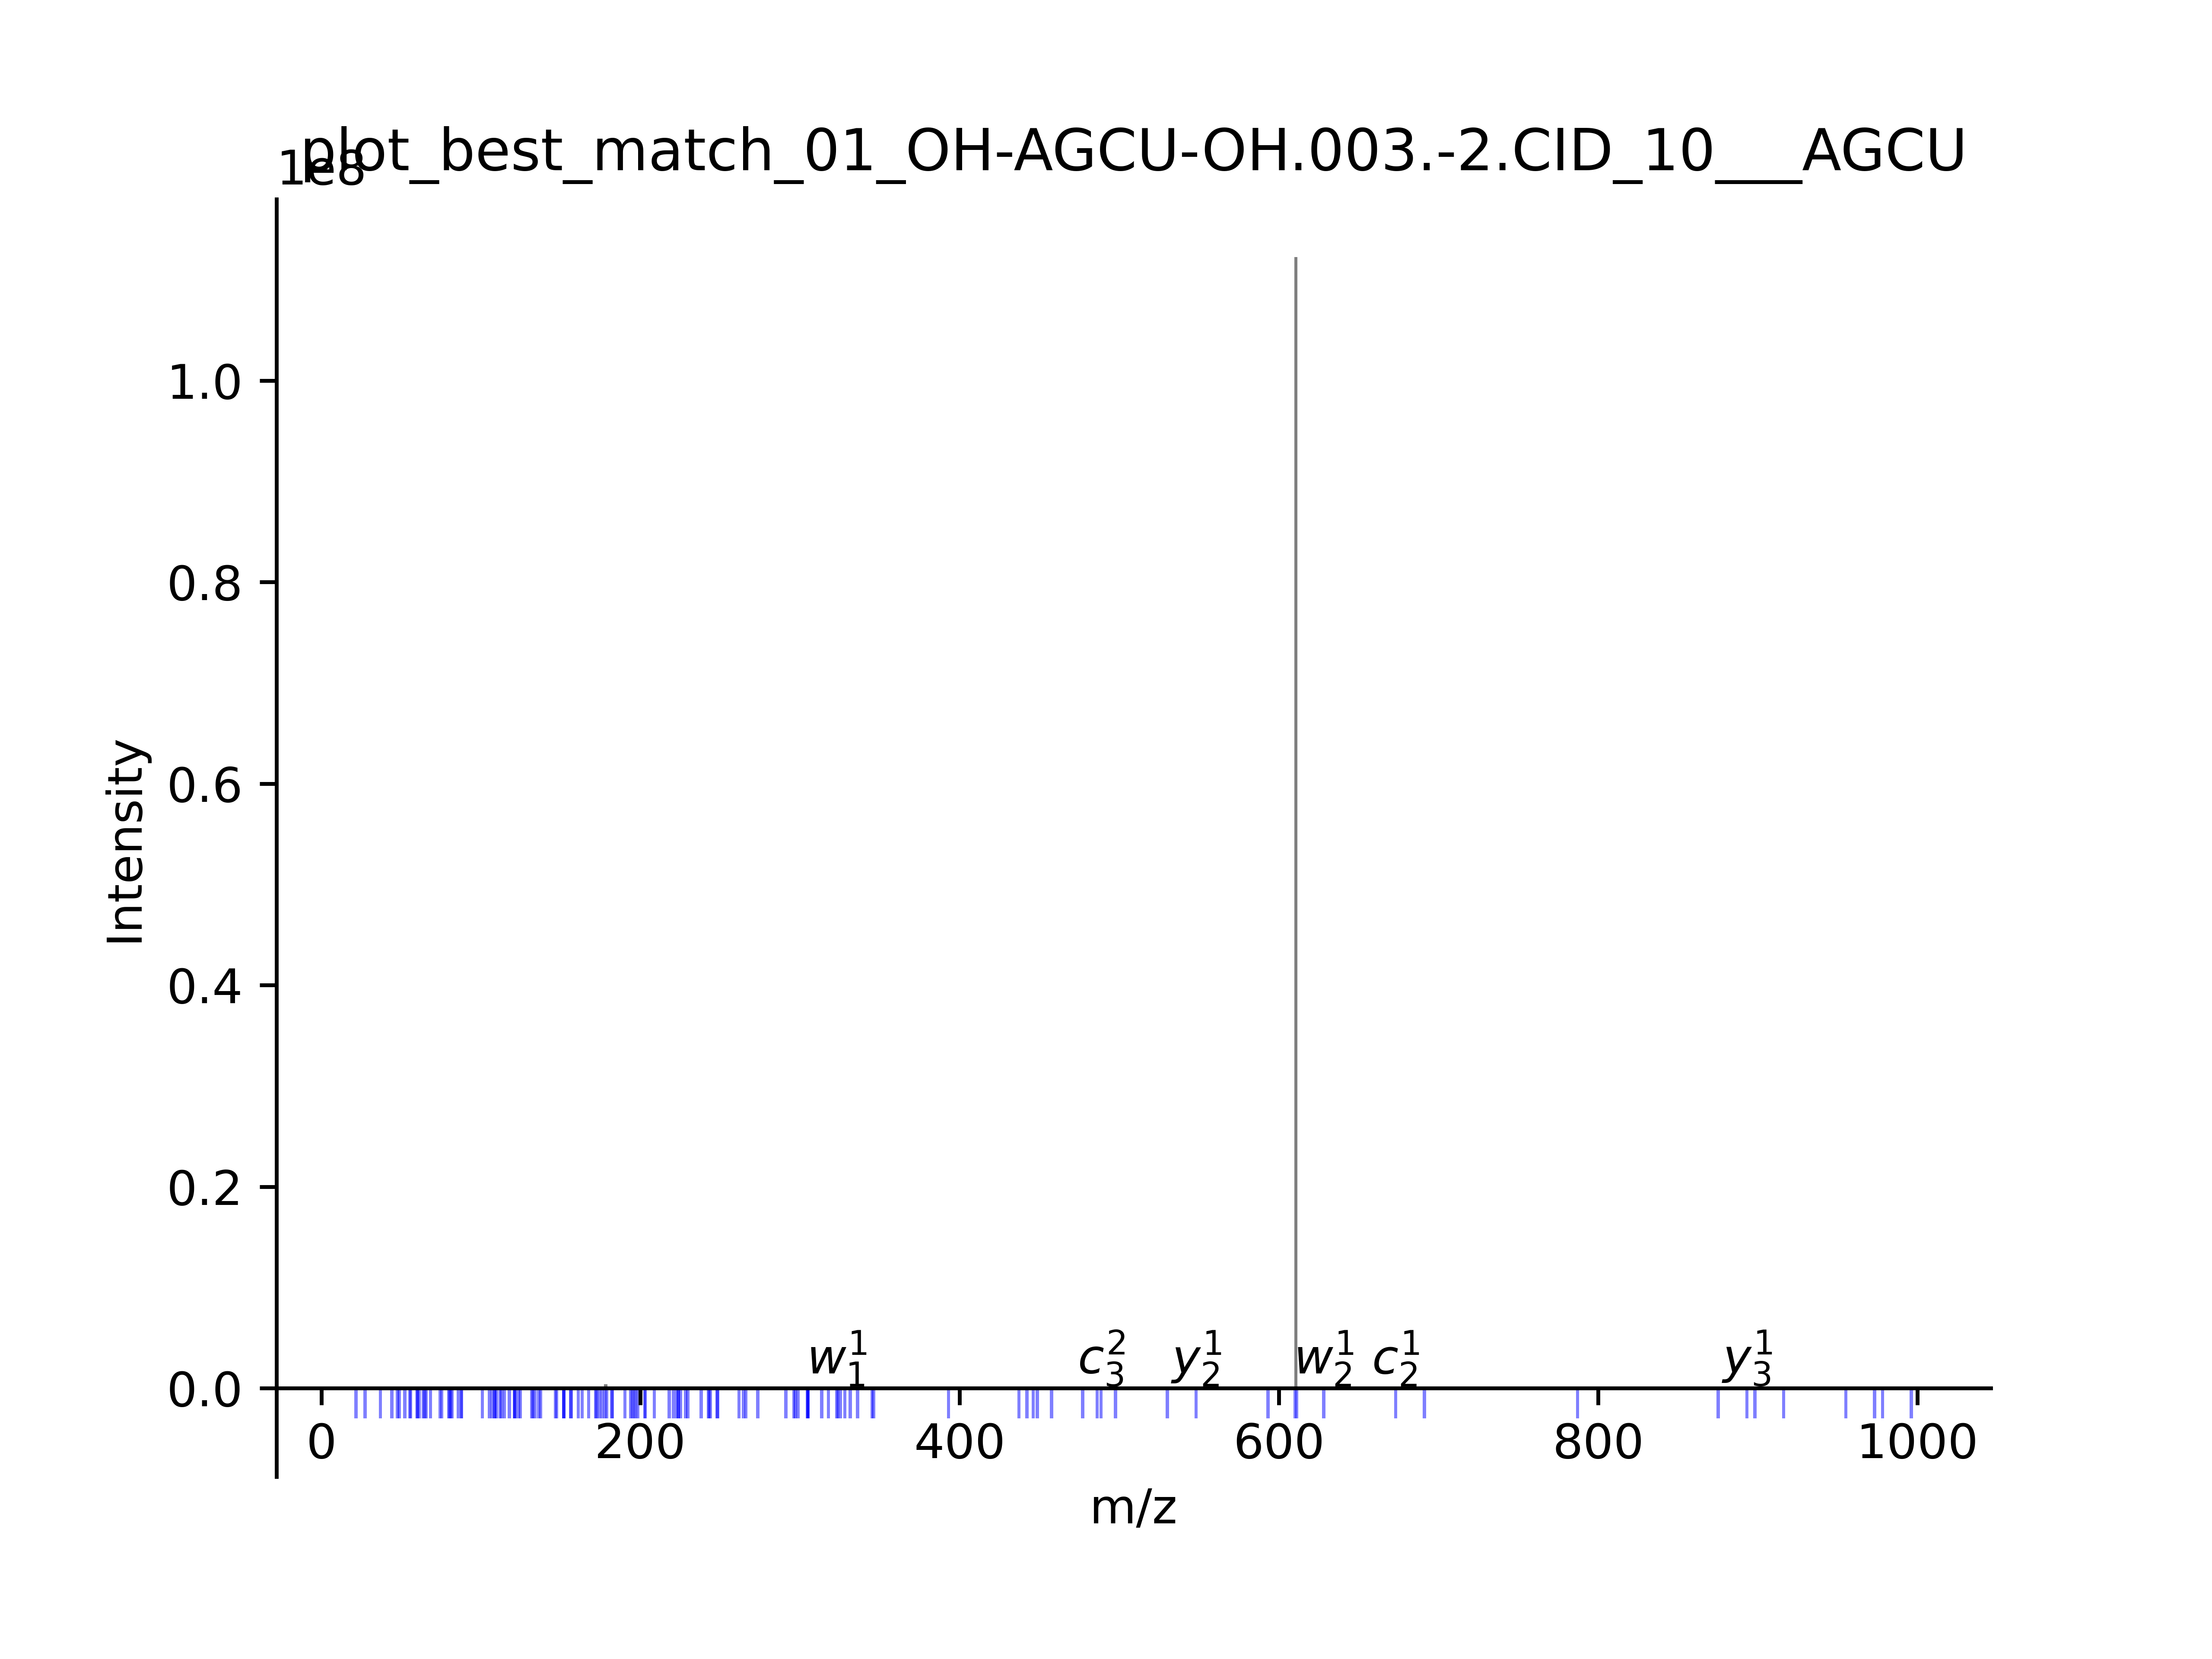 plot_best_match_01_OH-AGCU-OH.003.-2.CID_10___AGCU
1e8
1.0
0.8
0.6
0.4
0.2
0.0
Intensity
w₁¹ c₃² y₂¹ w₂¹ c₂¹ y₃¹
0 200 400 600 800 1000
m/z